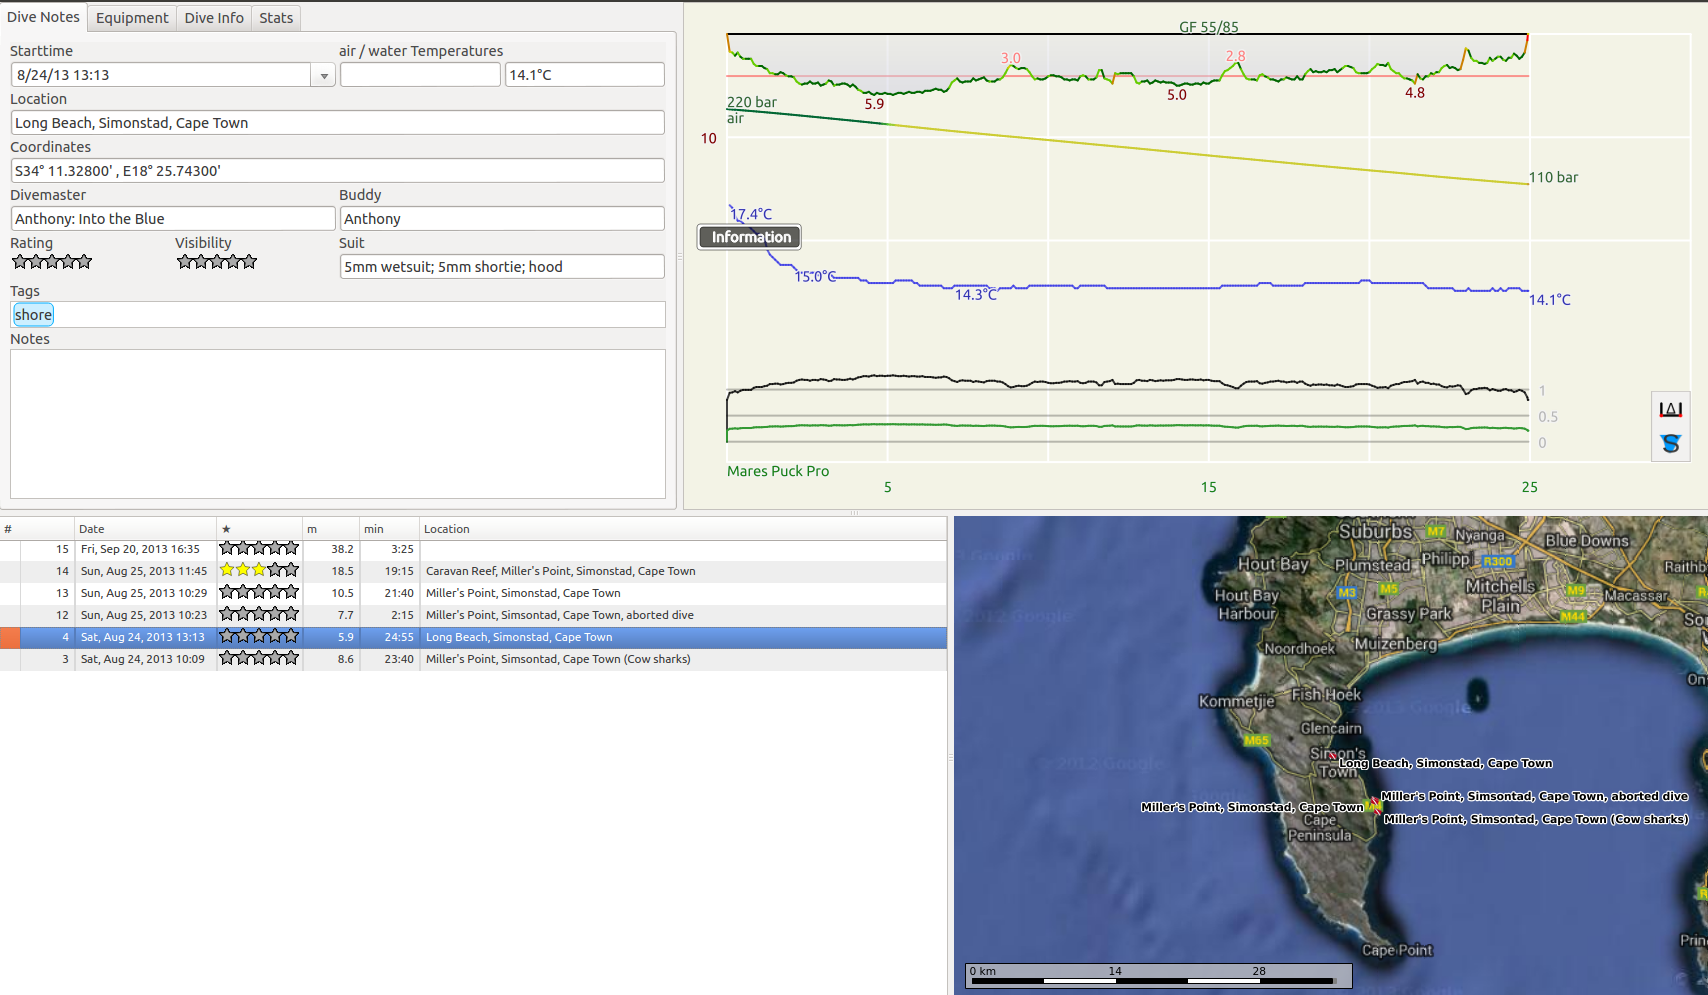 Dive Notes Equipment Dive Info Stats
Starttime air / water Temperatures
8/24/13 13:13 14.1°C
Location
Long Beach, Simonstad, Cape Town
Coordinates
S34° 11.32800' , E18° 25.74300'
Divemaster Buddy
Anthony: Into the Blue Anthony
Rating Visibility Suit
5mm wetsuit; 5mm shortie; hood
Tags
shore
Notes
GF 55/85
3.0 2.8
5.9 5.0 4.8
220 bar
air
10
110 bar
17.4°C
Information
15.0°C
14.3°C 14.1°C
1
0.5
0
Mares Puck Pro
5 15 25
# Date ★ m min Location
15 Fri, Sep 20, 2013 16:35 38.2 3:25
14 Sun, Aug 25, 2013 11:45 18.5 19:15 Caravan Reef, Miller's Point, Simonstad, Cape Town
13 Sun, Aug 25, 2013 10:29 10.5 21:40 Miller's Point, Simonstad, Cape Town
12 Sun, Aug 25, 2013 10:23 7.7 2:15 Miller's Point, Simsontad, Cape Town, aborted dive
4 Sat, Aug 24, 2013 13:13 5.9 24:55 Long Beach, Simonstad, Cape Town
3 Sat, Aug 24, 2013 10:09 8.6 23:40 Miller's Point, Simsontad, Cape Town (Cow sharks)
Suburbs M7 Nyanga Blue Downs
Hout Bay Plumstead Philippi R300
Hout Bay
Harbour M3 M5 Mitchells
Plain M9 Macassar
Grassy Park M44
Noordhoek Muizenberg
Kommetjie Fish Hoek
Glencairn
M65
Simon's
Town
Long Beach, Simonstad, Cape Town
Miller's Point, Simsontad, Cape Town, aborted dive
Miller's Point, Simonstad, Cape Town
Miller's Point, Simsontad, Cape Town (Cow sharks)
Cape
Peninsula
Cape Point
0 km 14 28